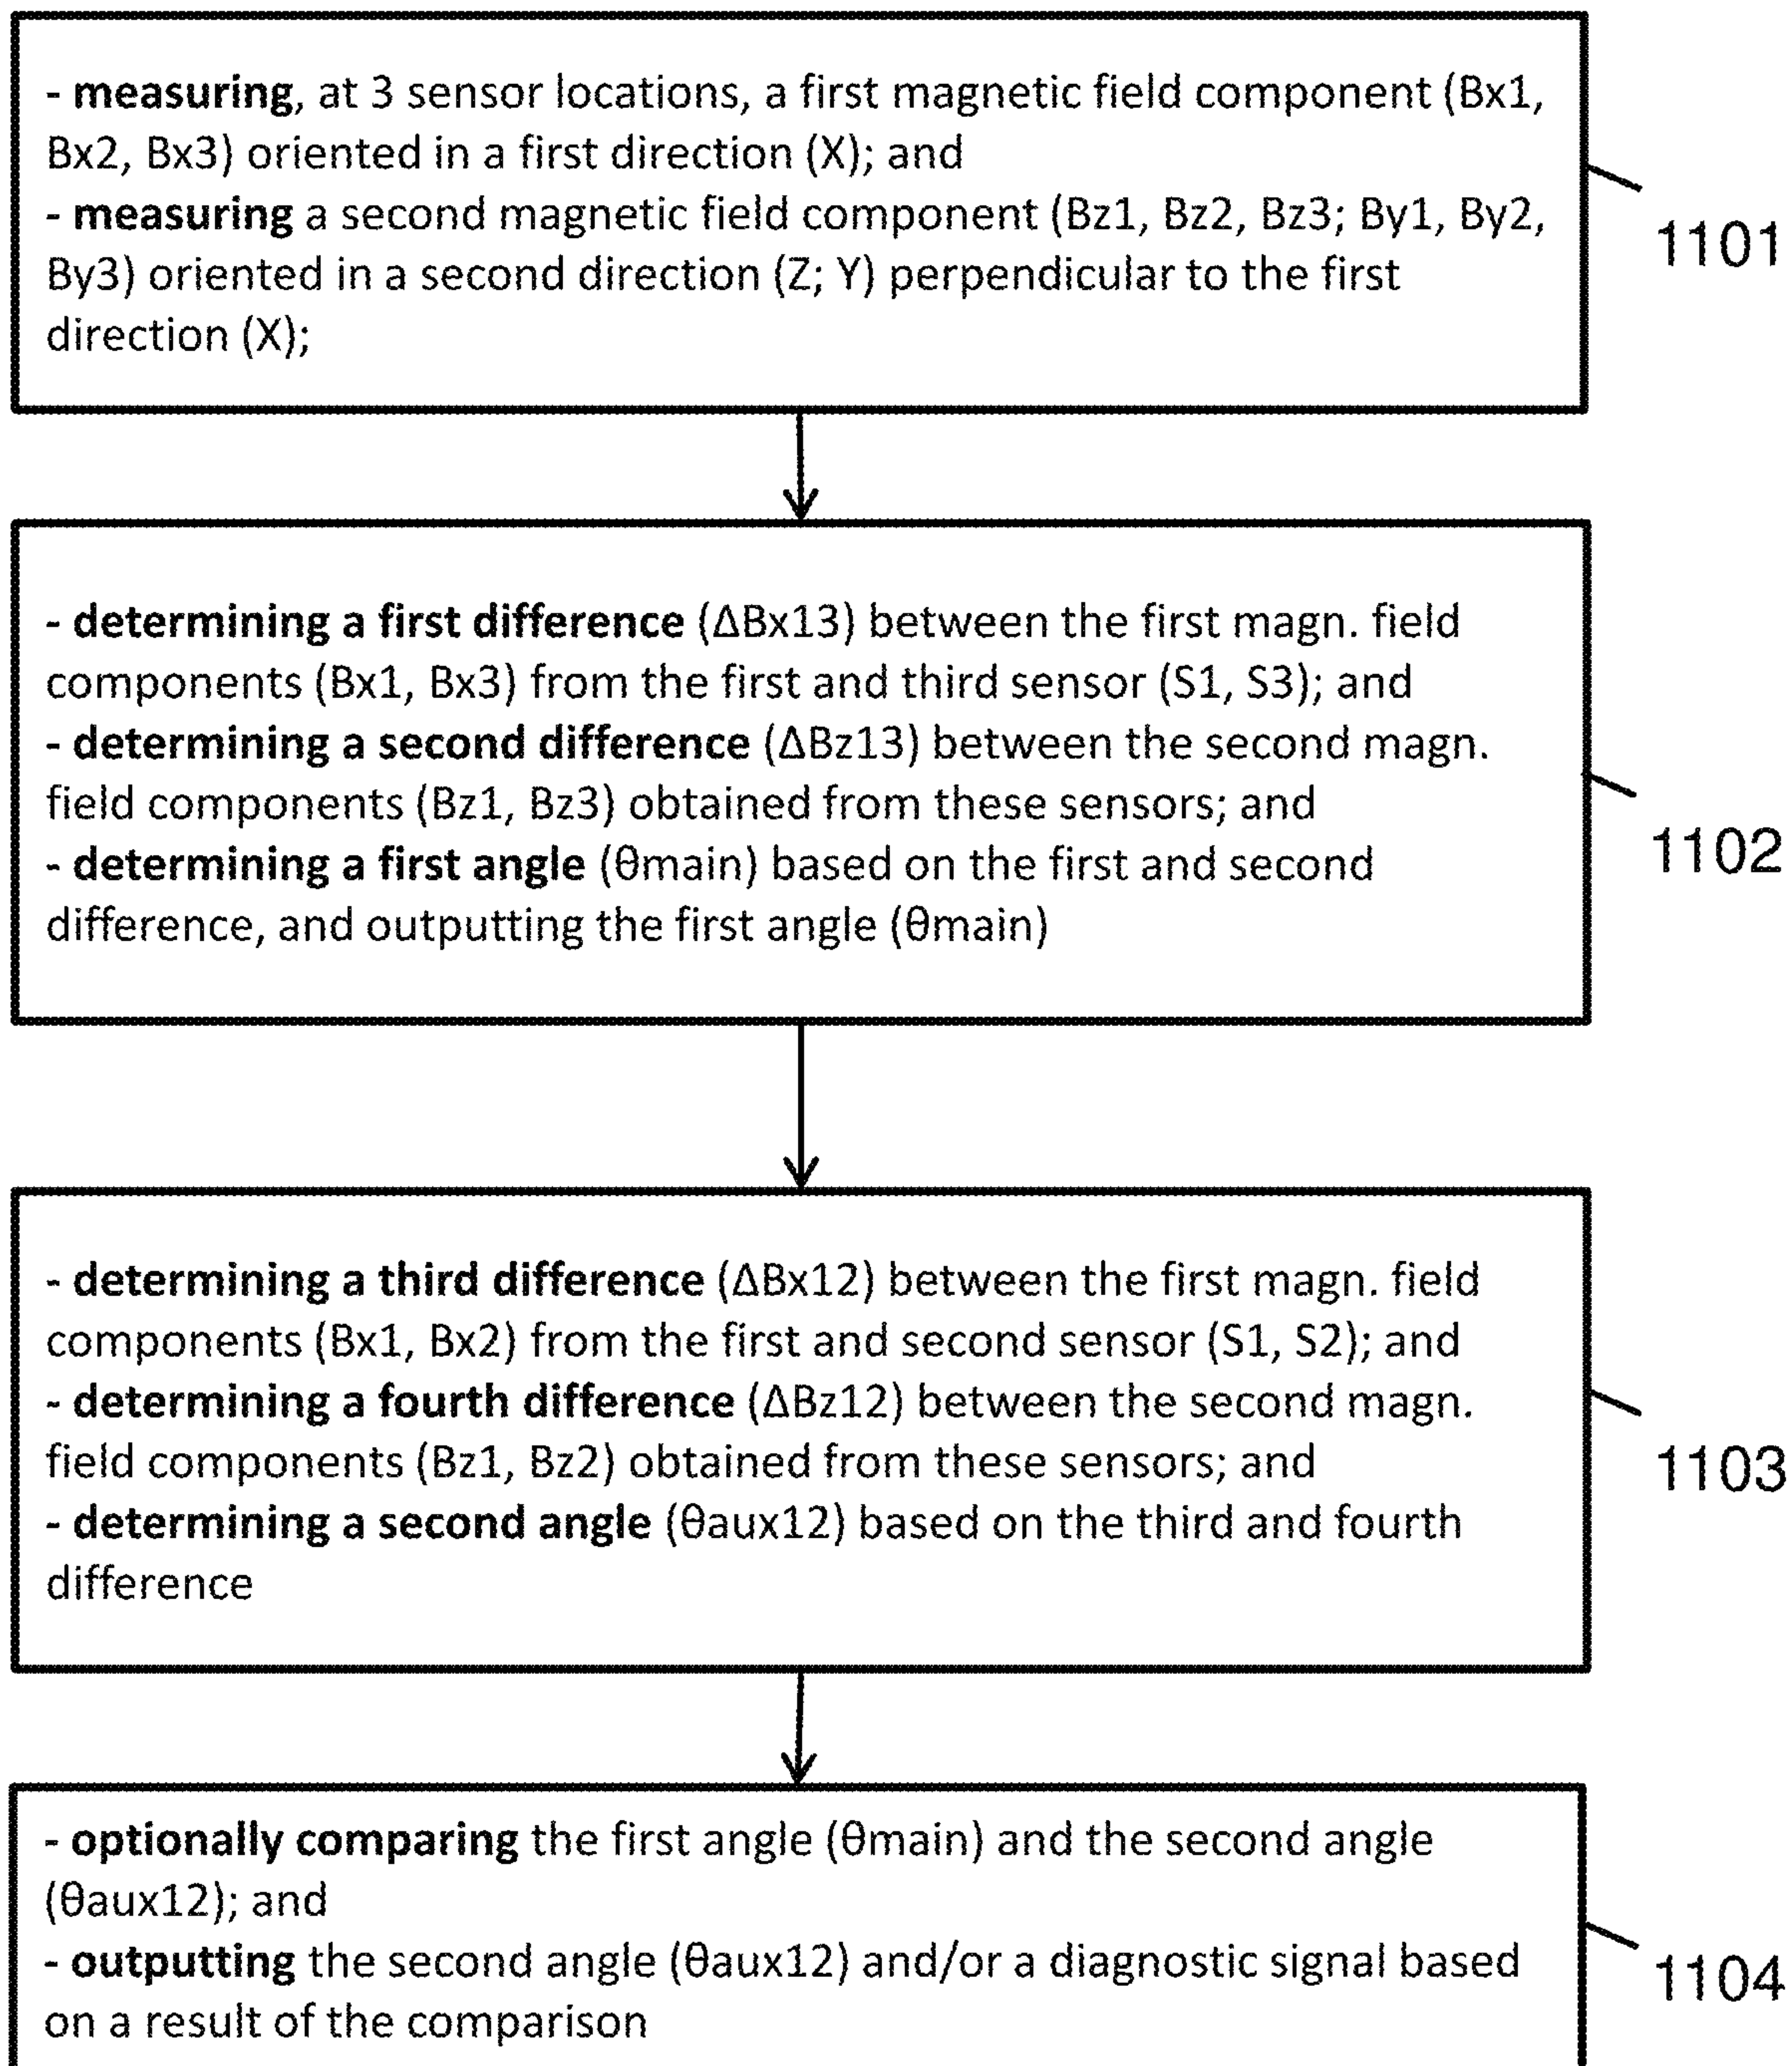 - measuring, at 3 sensor locations, a first magnetic field component (Bx1,
Bx2, Bx3) oriented in a first direction (X); and
- measuring a second magnetic field component (Bz1, Bz2, Bz3; By1, By2,
By3) oriented in a second direction (Z; Y) perpendicular to the first
direction (X);
1101
- determining a first difference (ΔBx13) between the first magn. field
components (Bx1, Bx3) from the first and third sensor (S1, S3); and
- determining a second difference (ΔBz13) between the second magn.
field components (Bz1, Bz3) obtained from these sensors; and
- determining a first angle (θmain) based on the first and second
difference, and outputting the first angle (θmain)
1102
- determining a third difference (ΔBx12) between the first magn. field
components (Bx1, Bx2) from the first and second sensor (S1, S2); and
- determining a fourth difference (ΔBz12) between the second magn.
field components (Bz1, Bz2) obtained from these sensors; and
- determining a second angle (θaux12) based on the third and fourth
difference
1103
- optionally comparing the first angle (θmain) and the second angle
(θaux12); and
- outputting the second angle (θaux12) and/or a diagnostic signal based
on a result of the comparison
1104